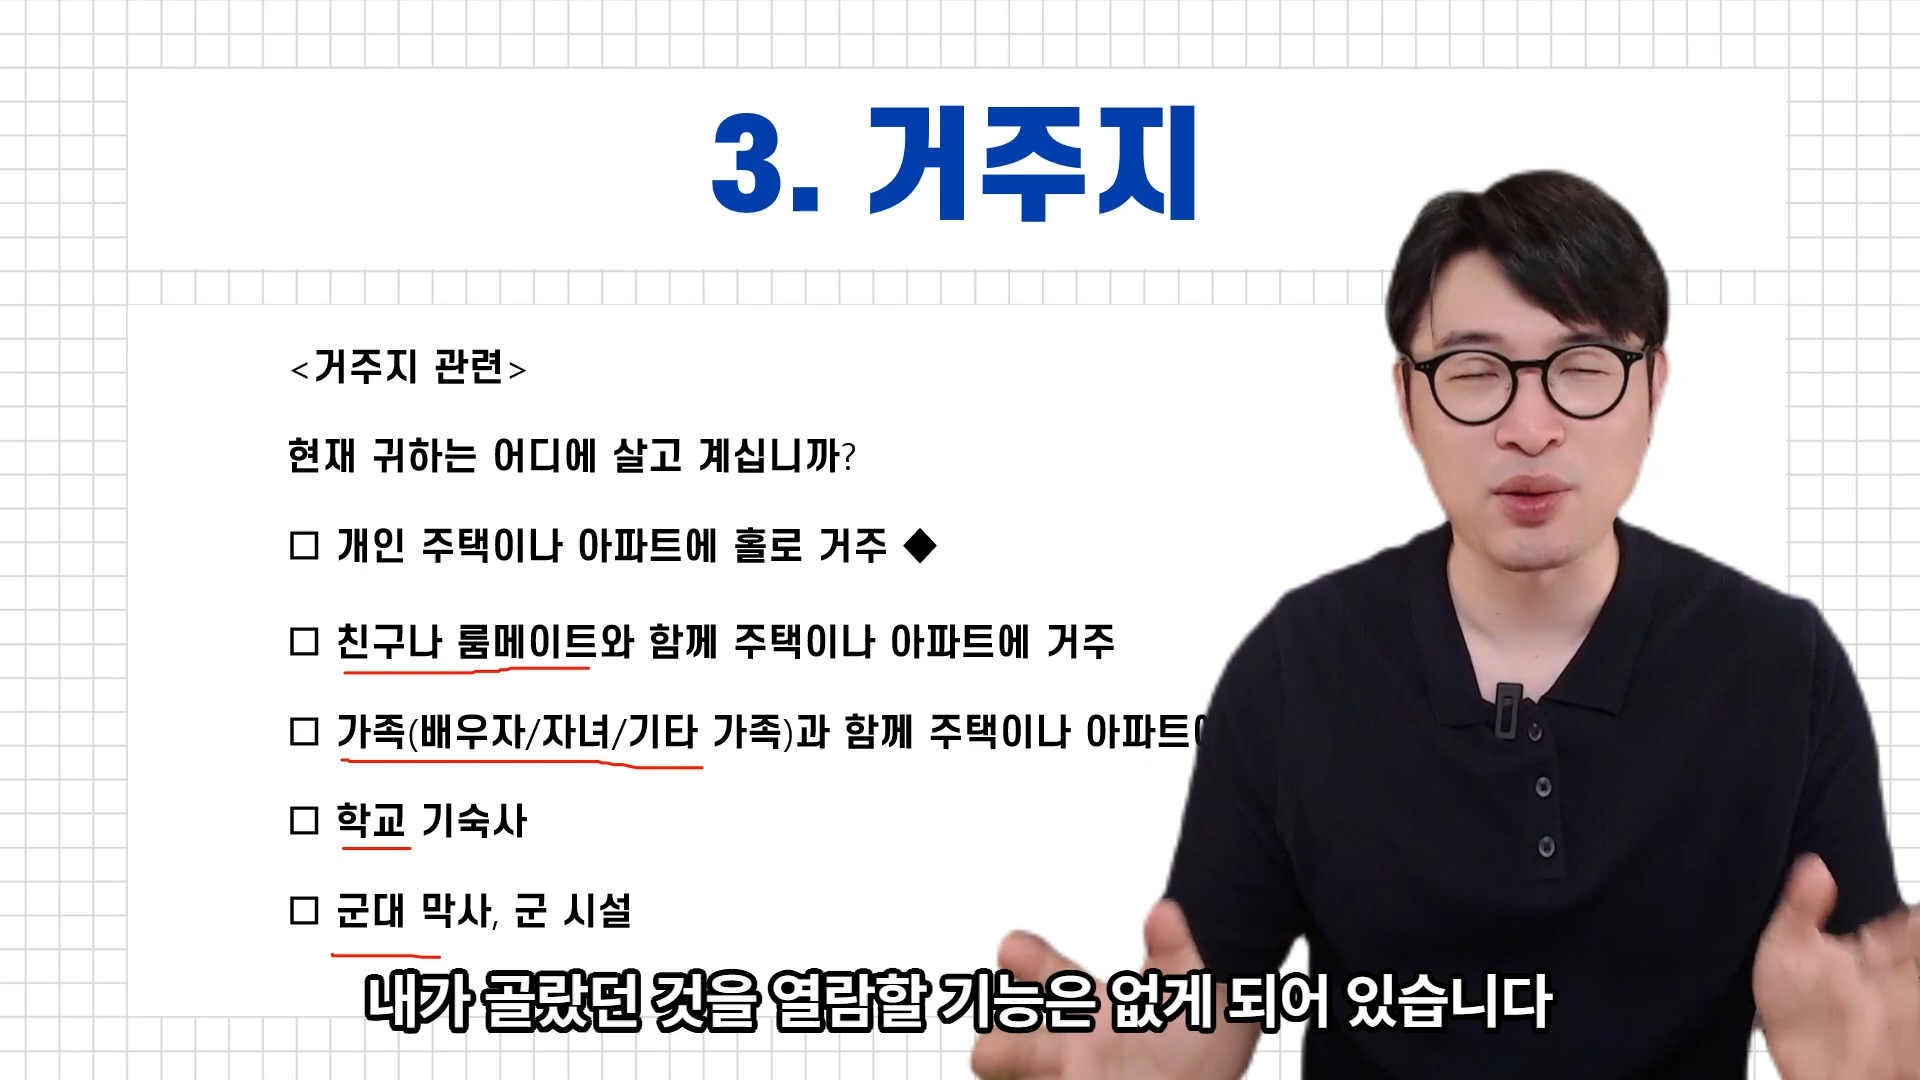 3. 거주지
<거주지 관련>
현재 귀하는 어디에 살고 계십니까?
□ 개인 주택이나 아파트에 홀로 거주 ◆
□ 친구나 룸메이트와 함께 주택이나 아파트에 거주
□ 가족(배우자/자녀/기타 가족)과 함께 주택이나 아파트에
□ 학교 기숙사
□ 군대 막사, 군 시설
내가 골랐던 것을 열람할 기능은 없게 되어 있습니다